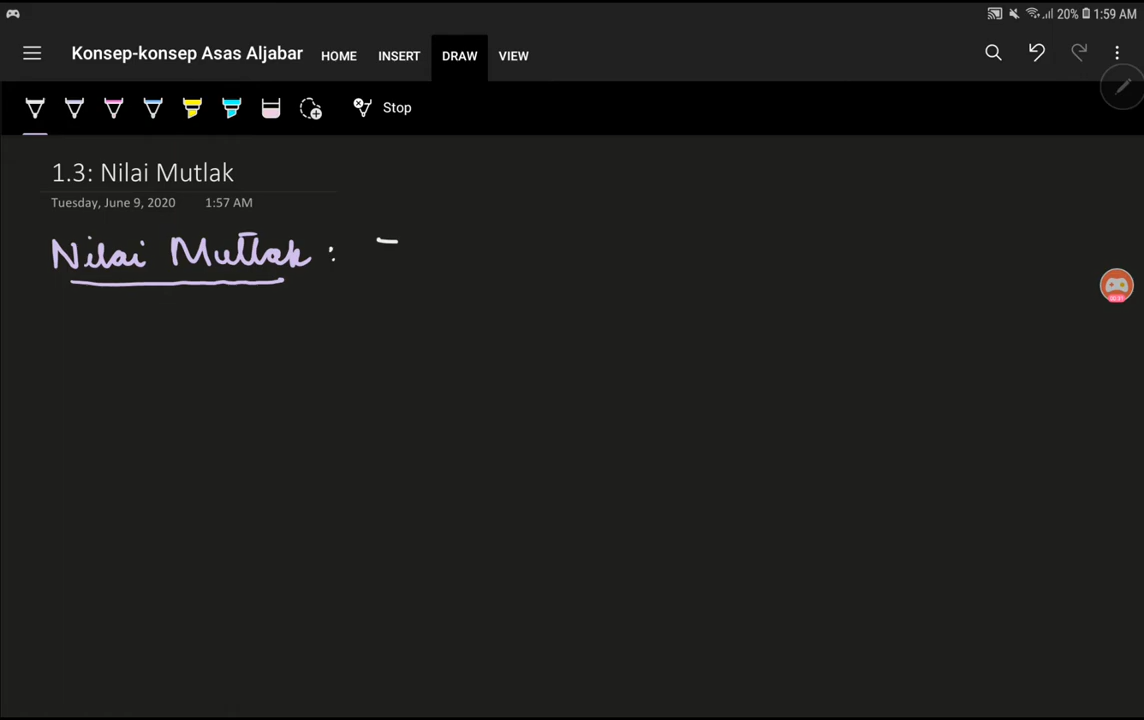 20% 1:59 AM
Konsep-konsep Asas Aljabar HOME INSERT DRAW VIEW
Stop
1.3: Nilai Mutlak
Tuesday, June 9, 2020 1:57 AM
Nilai Mutlak :